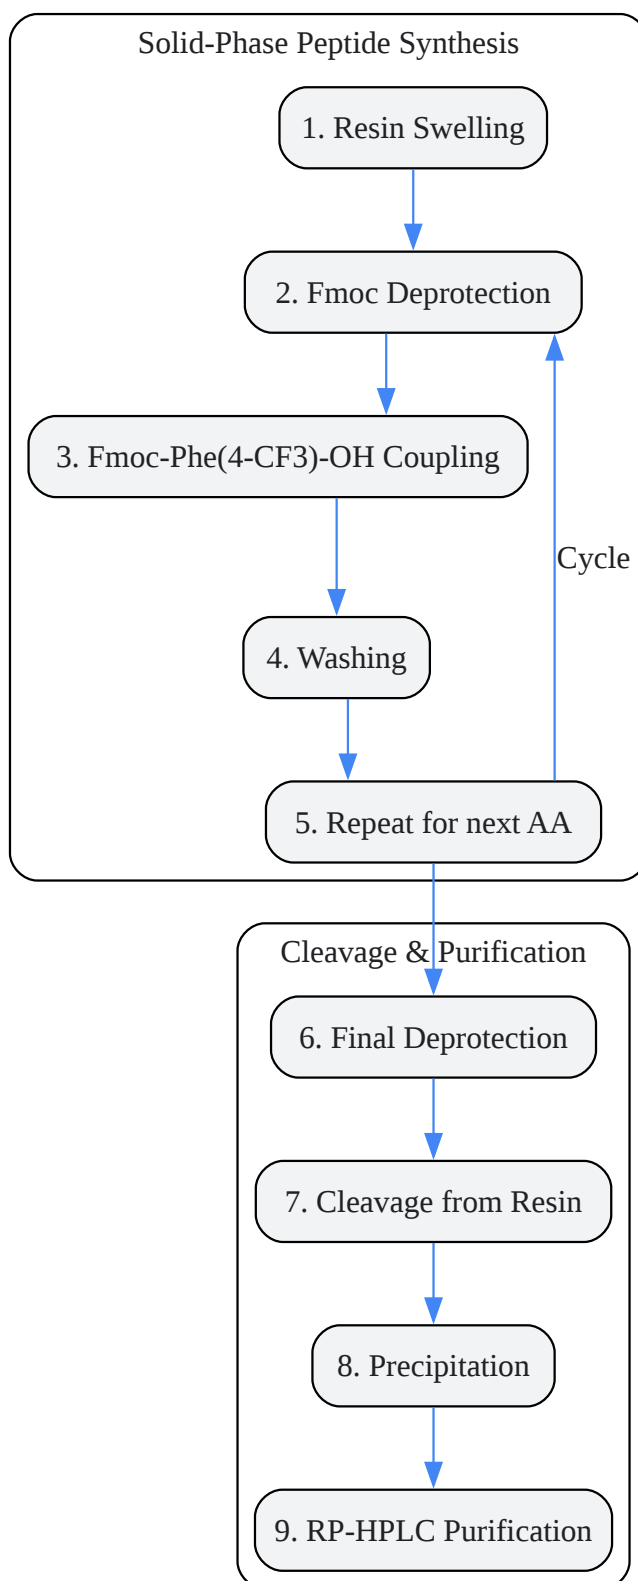 Solid-Phase Peptide Synthesis
1. Resin Swelling
2. Fmoc Deprotection
3. Fmoc-Phe(4-CF3)-OH Coupling
Cycle
4. Washing
5. Repeat for next AA
Cleavage & Purification
6. Final Deprotection
7. Cleavage from Resin
8. Precipitation
9. RP-HPLC Purification